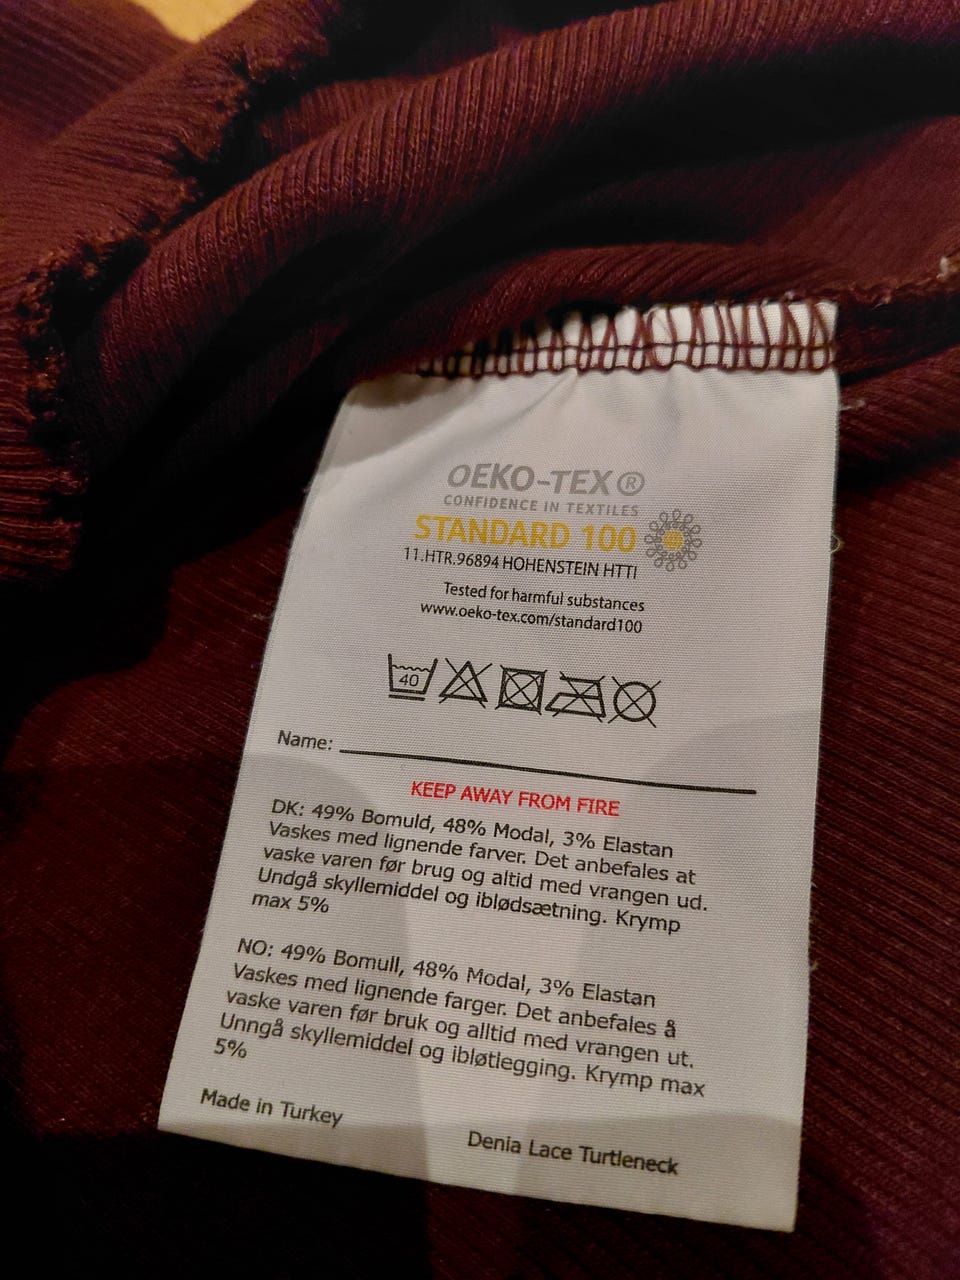 OEKO-TEX®
CONFIDENCE IN TEXTILES
STANDARD 100
11.HTR.96894 HOHENSTEIN HTTI
Tested for harmful substances
www.oeko-tex.com/standard100
40
Name:
KEEP AWAY FROM FIRE
DK: 49% Bomuld, 48% Modal, 3% Elastan
Vaskes med lignende farver. Det anbefales at
vaske varen før brug og altid med vrangen ud.
Undgå skyllemiddel og iblødsætning. Krymp
max 5%
NO: 49% Bomull, 48% Modal, 3% Elastan
Vaskes med lignende farger. Det anbefales å
vaske varen før bruk og alltid med vrangen ut.
Unngå skyllemiddel og ibløtlegging. Krymp max
5%
Made in Turkey
Denia Lace Turtleneck